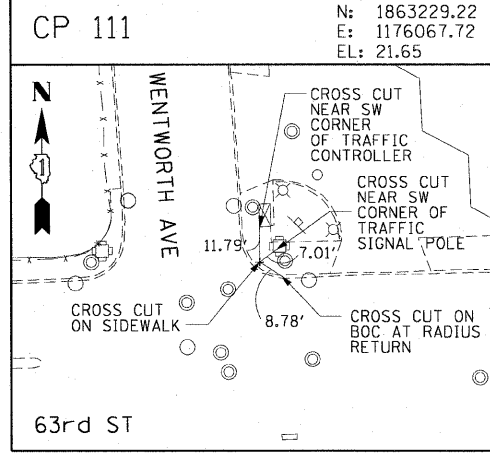 CP 111
N: 1863229.22
E: 1176067.72
EL: 21.65
N
1
WENTWORTH AVE
CROSS CUT
NEAR SW
CORNER
OF TRAFFIC
CONTROLLER
CROSS CUT
NEAR SW
CORNER OF
TRAFFIC
SIGNAL POLE
11.79'
7.01'
8.78'
CROSS CUT
ON SIDEWALK
CROSS CUT ON
BOC AT RADIUS
RETURN
63rd ST